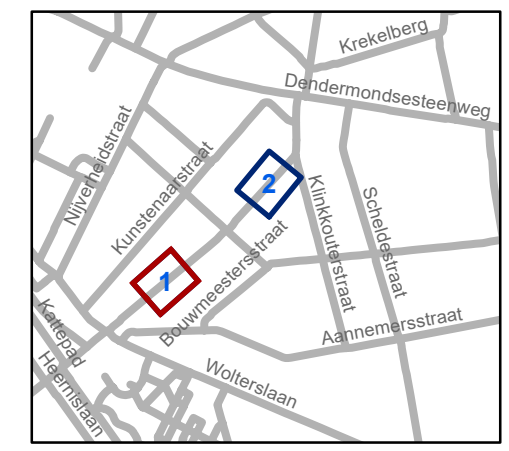 Krekelberg
Dendermondsesteenweg
Nijverheidstraat
Kunstenaarstraat
2
Klinkkouterstraat
Scheldestraat
1
Bouwmeestersstraat
Aannemersstraat
Kattepad
Heernislaan
Wolterslaan